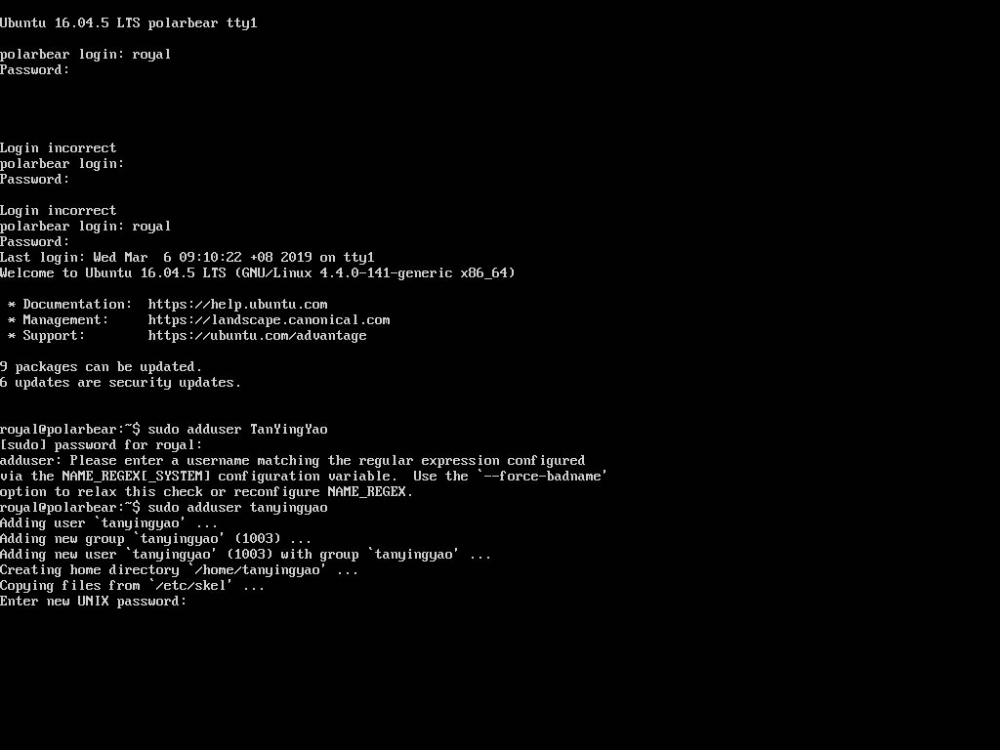 Ubuntu 16.04.5 LTS polarbear tty1
polarbear login: royal
Password:
Login incorrect
polarbear login:
Password:
Login incorrect
polarbear login: royal
Password:
Last login: Wed Mar  6 09:10:22 +08 2019 on tty1
Welcome to Ubuntu 16.04.5 LTS (GNU/Linux 4.4.0-141-generic x86_64)
 * Documentation:  https://help.ubuntu.com
 * Management:     https://landscape.canonical.com
 * Support:        https://ubuntu.com/advantage
9 packages can be updated.
6 updates are security updates.
royal@polarbear:~$ sudo adduser TanYingYao
[sudo] password for royal:
adduser: Please enter a username matching the regular expression configured
via the NAME_REGEX[_SYSTEM] configuration variable.  Use the `--force-badname'
option to relax this check or reconfigure NAME_REGEX.
royal@polarbear:~$ sudo adduser tanyingyao
Adding user `tanyingyao' ...
Adding new group `tanyingyao' (1003) ...
Adding new user `tanyingyao' (1003) with group `tanyingyao' ...
Creating home directory `/home/tanyingyao' ...
Copying files from `/etc/skel' ...
Enter new UNIX password: